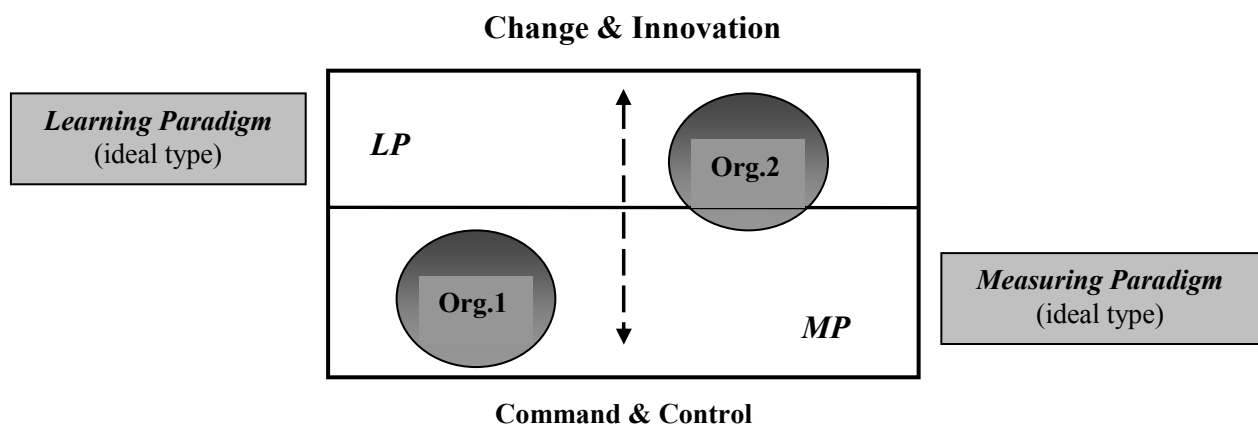 Change & Innovation
Learning Paradigm
(ideal type)
LP
Org.2
Org.1
Measuring Paradigm
(ideal type)
MP
Command & Control